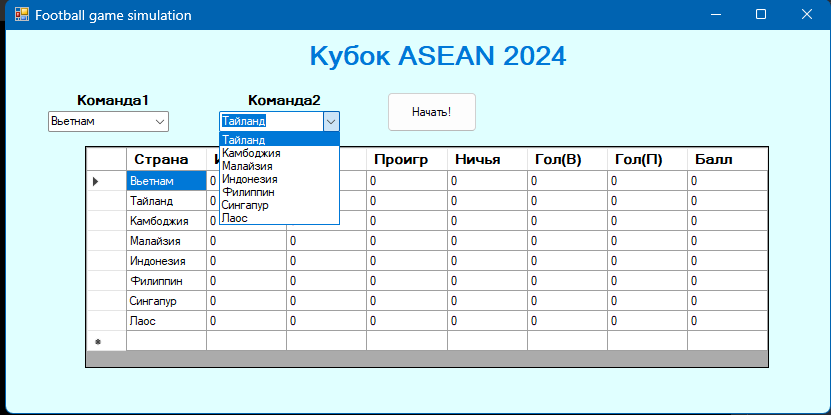 Football game simulation
Кубок ASEAN 2024
Команда1 Команда2
Вьетнам Тайланд Начать!
Тайланд
Камбоджия
Малайзия
Индонезия
Филиппин
Сингапур
Лаос
Страна Проигр Ничья Гол(В) Гол(П) Балл
Вьетнам 0 0 0 0 0 0
Тайланд 0 0 0 0 0 0
Камбоджия 0 0 0 0 0 0
Малайзия 0 0 0 0 0 0 0
Индонезия 0 0 0 0 0 0 0
Филиппин 0 0 0 0 0 0 0
Сингапур 0 0 0 0 0 0 0
Лаос 0 0 0 0 0 0 0